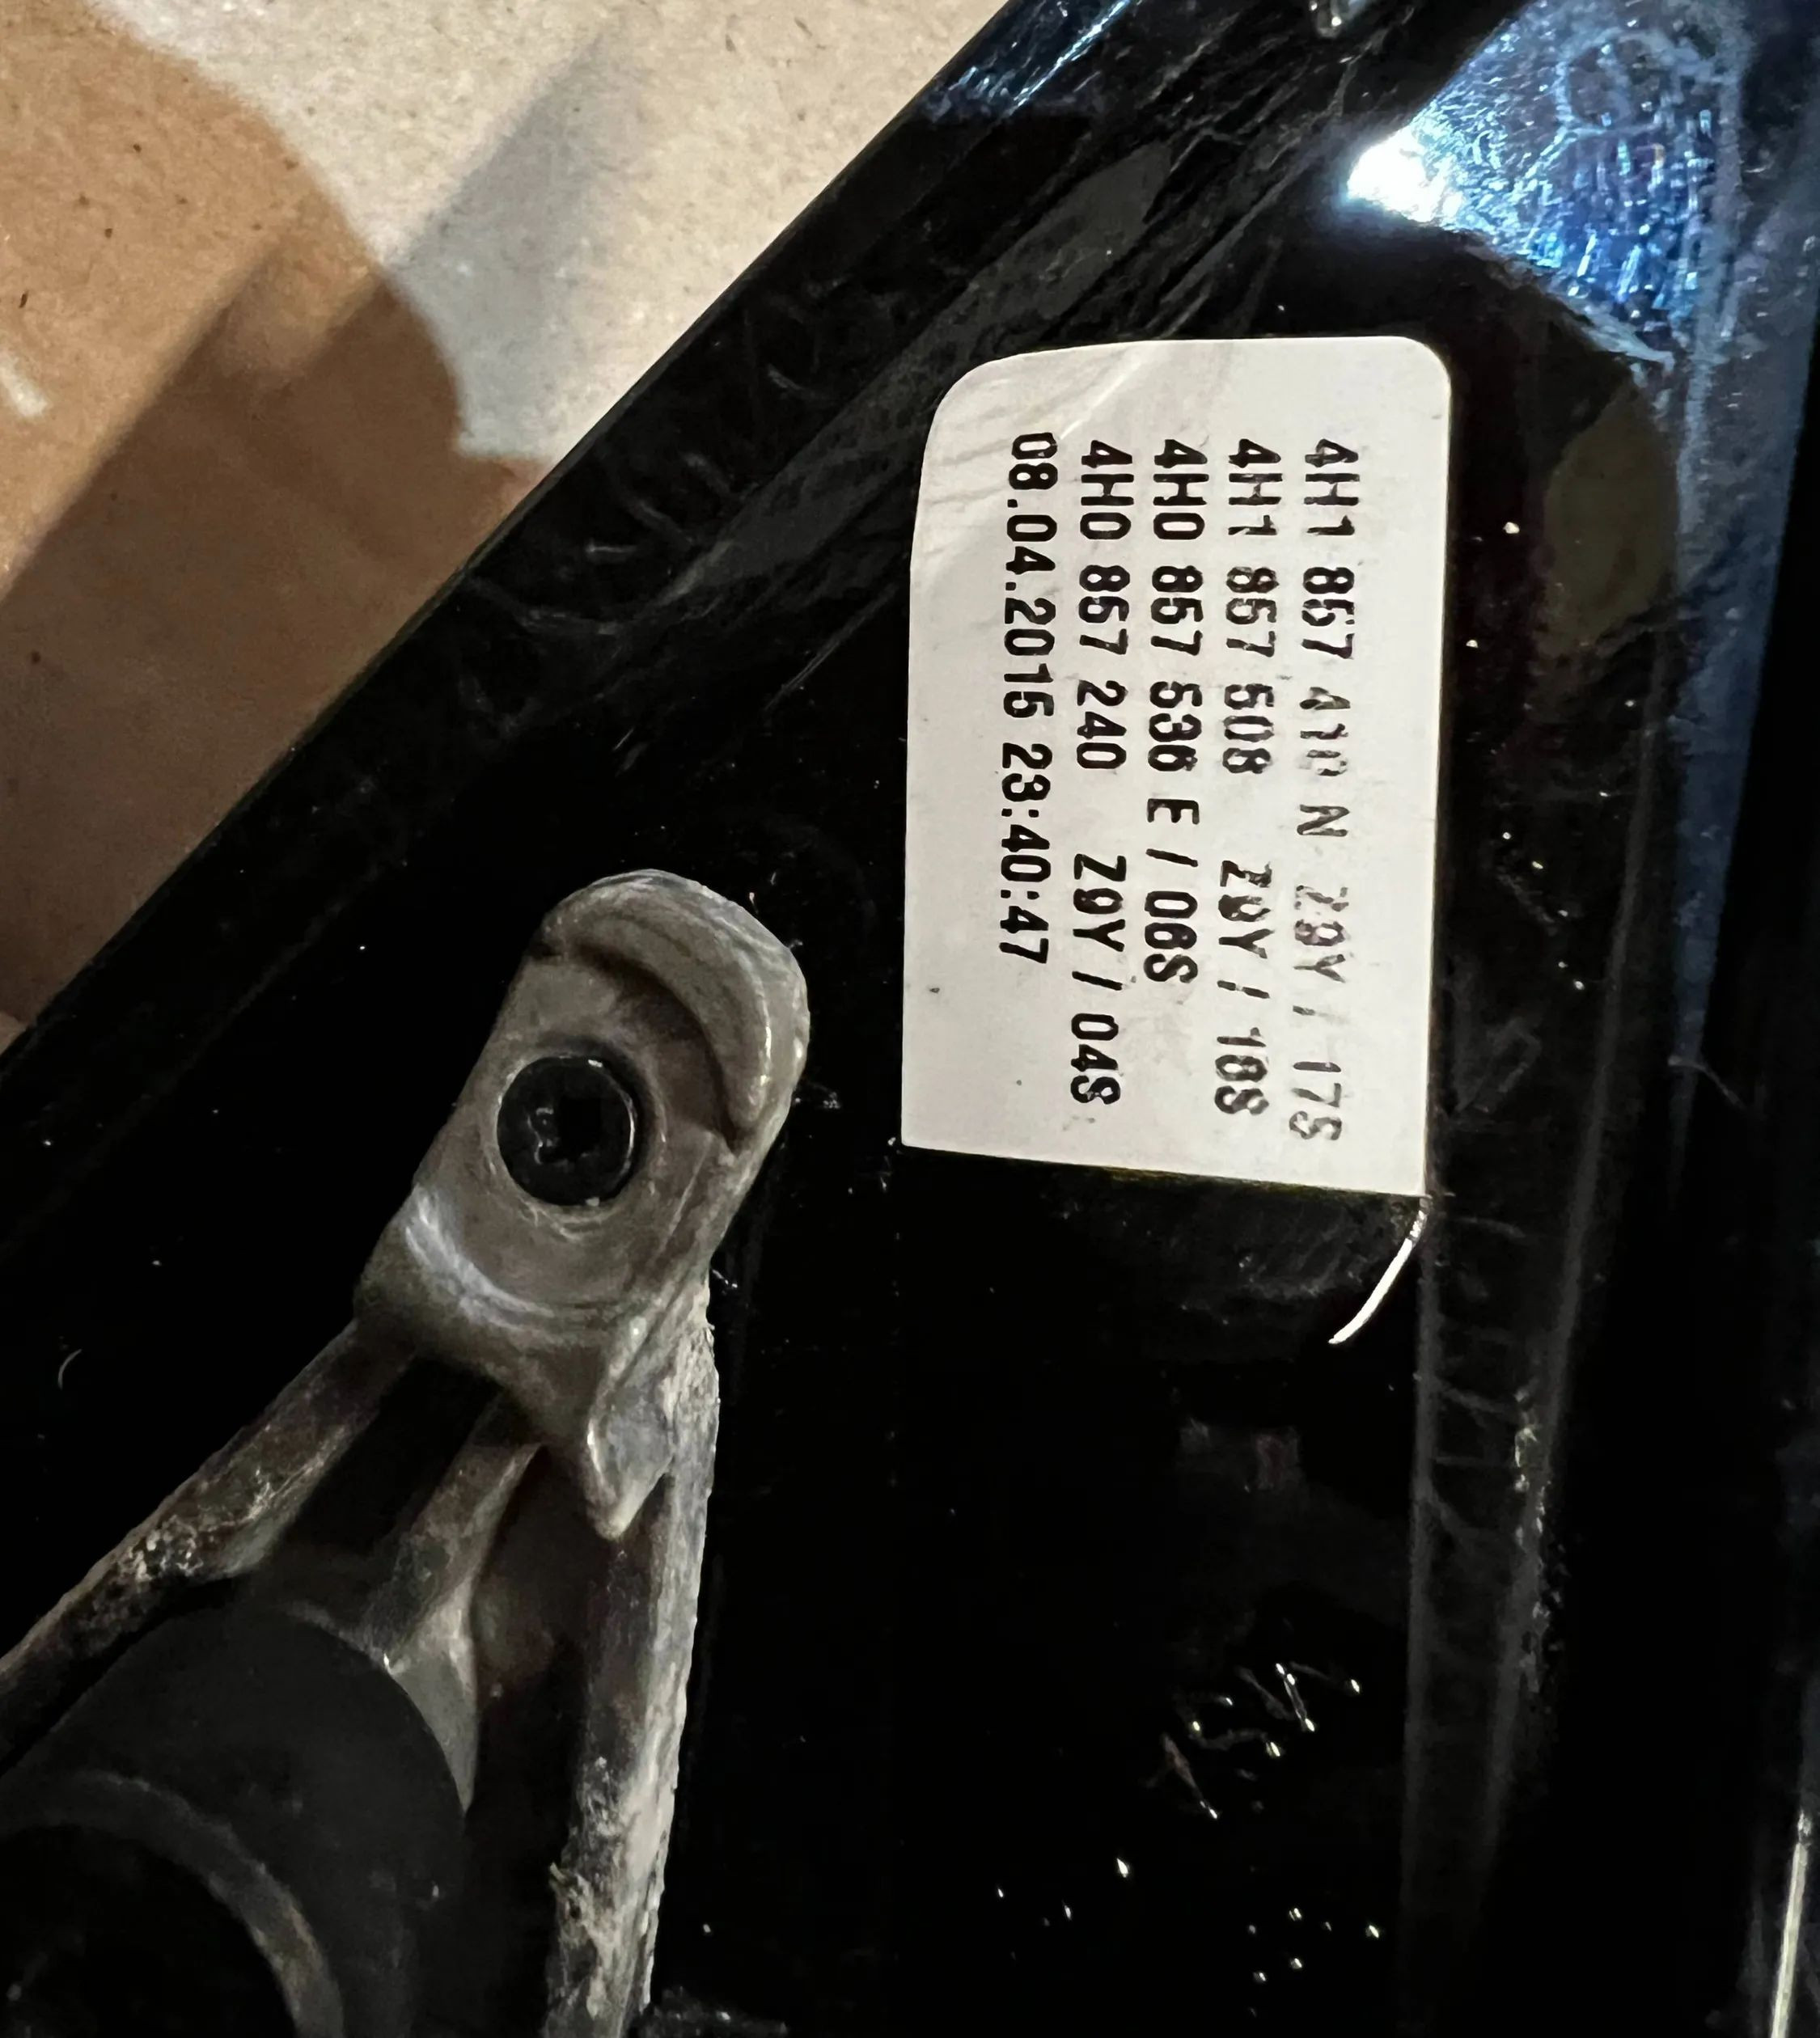 4H1 857 410 N Z9Y / 17S
4H1 857 508 Z9Y / 18S
4H0 857 536 E / 06S
4H0 857 240 Z9Y / 04S
08.04.2015 23:40:47